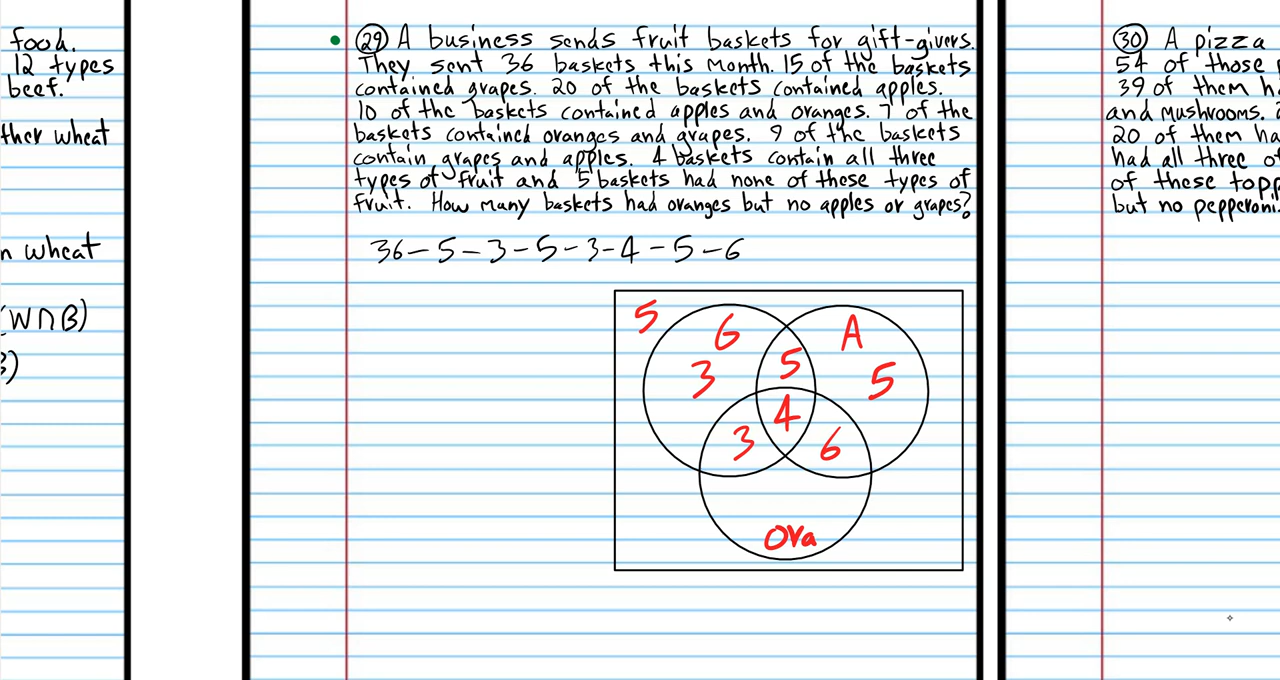 fooh.
12 types
beef.
ther wheat
n wheat
(W∩B)
)
29 A business sends fruit baskets for gift-givers.
They sent 36 baskets this month. 15 of the baskets
contained grapes. 20 of the baskets contained apples.
10 of the baskets contained apples and oranges. 7 of the
baskets contained oranges and grapes. 9 of the baskets
contain grapes and apples. 4 baskets contain all three
types of fruit and 5 baskets had none of these types of
fruit. How many baskets had oranges but no apples or grapes?
36 - 5 - 3 - 5 - 3 - 4 - 5 - 6
5
G A
3 5 5
4
3 6
Ora
30 A pizza
54 of those
39 of them h
and mushrooms.
20 of them ha
had all three of
of these topp
but no pepperoni